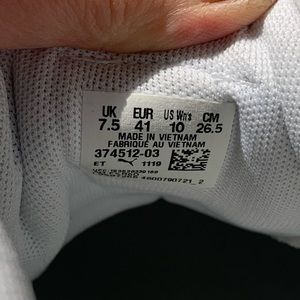 UK EUR US Wn's CM
7.5 41 10 26.5
MADE IN VIETNAM
FABRIQUÉ AU VIETNAM
374512-03
ET 1119
4600790721_2